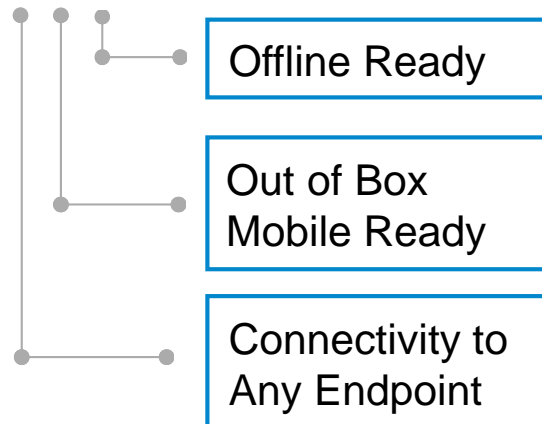 Offline Ready
Out of Box
Mobile Ready
Connectivity to
Any Endpoint